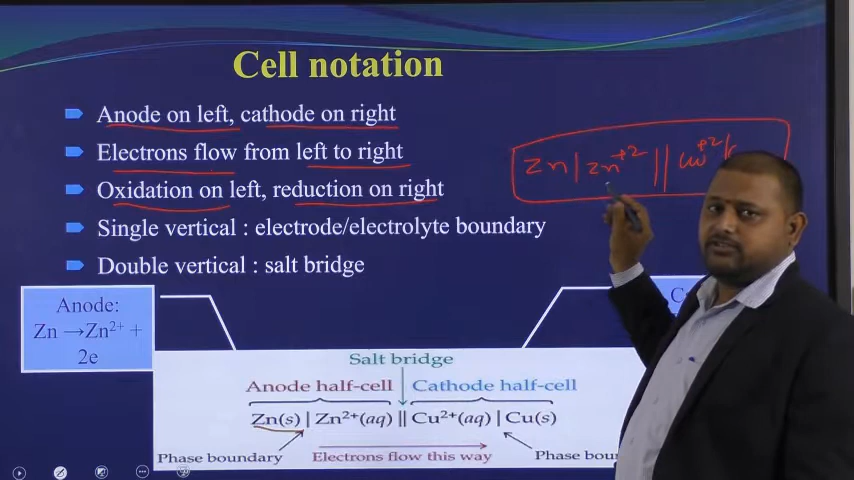 Cell notation
Anode on left, cathode on right
Electrons flow from left to right
Oxidation on left, reduction on right
Single vertical : electrode/electrolyte boundary
Double vertical : salt bridge
Zn | Zn⁺² || Cu⁺² |
Anode:
Zn →Zn²⁺ +
2e
Salt bridge
Anode half-cell
Cathode half-cell
Zn(s) | Zn²⁺(aq) || Cu²⁺(aq) | Cu(s)
Phase boundary
Electrons flow this way
Phase